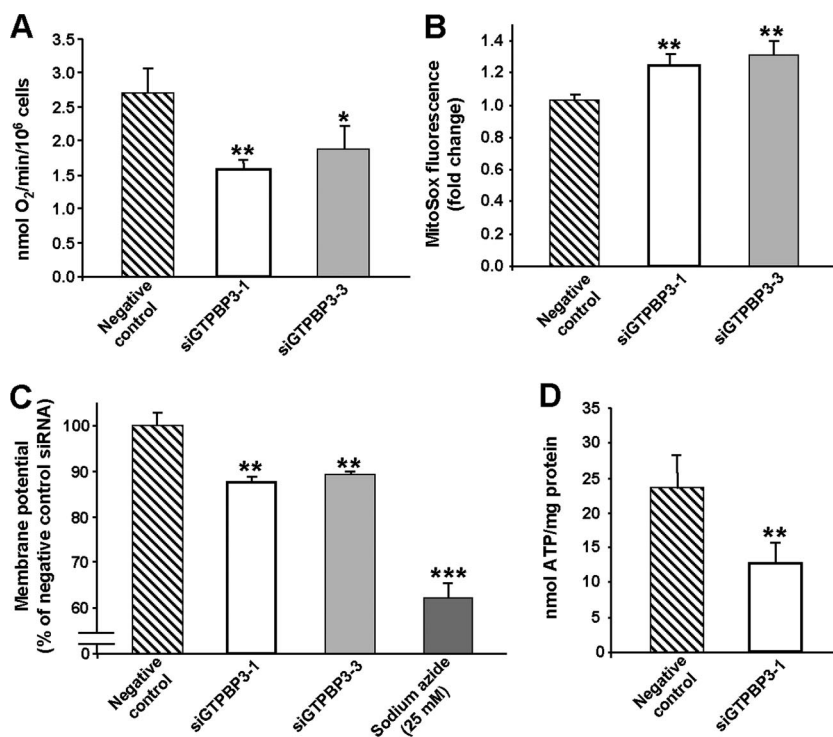 A
nmol O2/min/10^6 cells
3.5
3.0
2.5
2.0
1.5
1.0
0.5
0.0
**
*
Negative
control
siGTPBP3-1
siGTPBP3-3
B
MitoSox fluorescence
(fold change)
1.4
1.2
1.0
0.8
0.6
0.4
0.2
0.0
**
**
Negative
control
siGTPBP3-1
siGTPBP3-3
C
Membrane potential
(% of negative control siRNA)
100
90
80
70
60
0
**
**
***
Negative
control
siGTPBP3-1
siGTPBP3-3
Sodium azide
(25 mM)
D
nmol ATP/mg protein
35
30
25
20
15
10
5
0
**
Negative
control
siGTPBP3-1